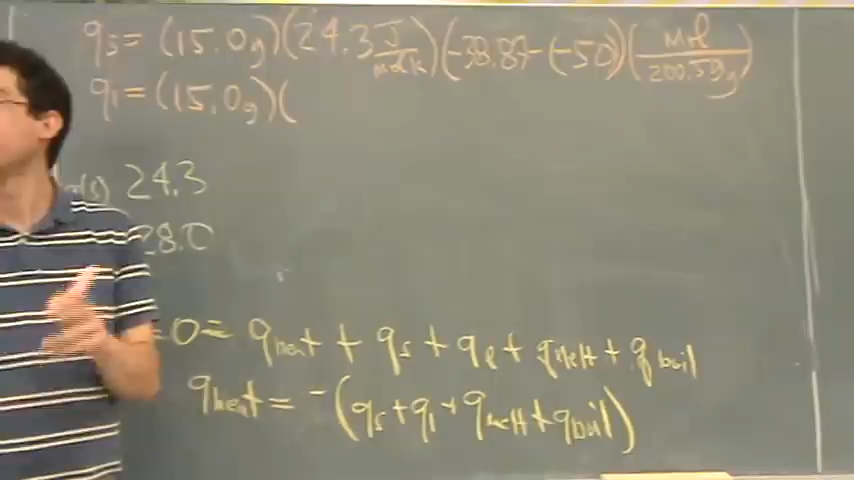 q_s = (15.0g)(24.3 J/molK)(-38.87-(-50)(mol/200.59g)
q_l = (15.0g)(
(s) 24.3
28.0
=0= q_heat + q_s + q_l + q_melt + q_boil
q_heat = -(q_s + q_l + q_melt + q_boil)